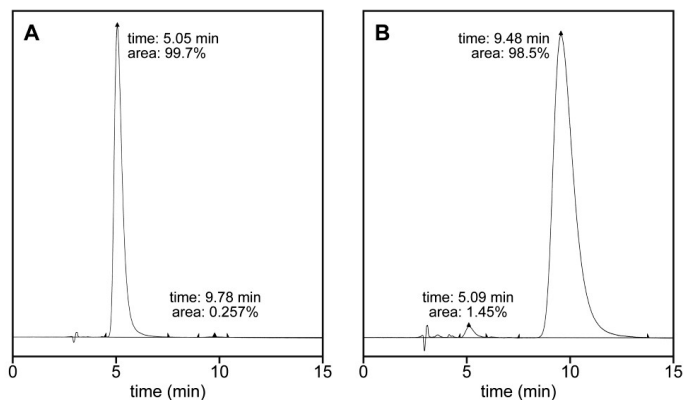 A
time: 5.05 min
area: 99.7%
time: 9.78 min
area: 0.257%
0 5 10 15
time (min)
B
time: 9.48 min
area: 98.5%
time: 5.09 min
area: 1.45%
0 5 10 15
time (min)